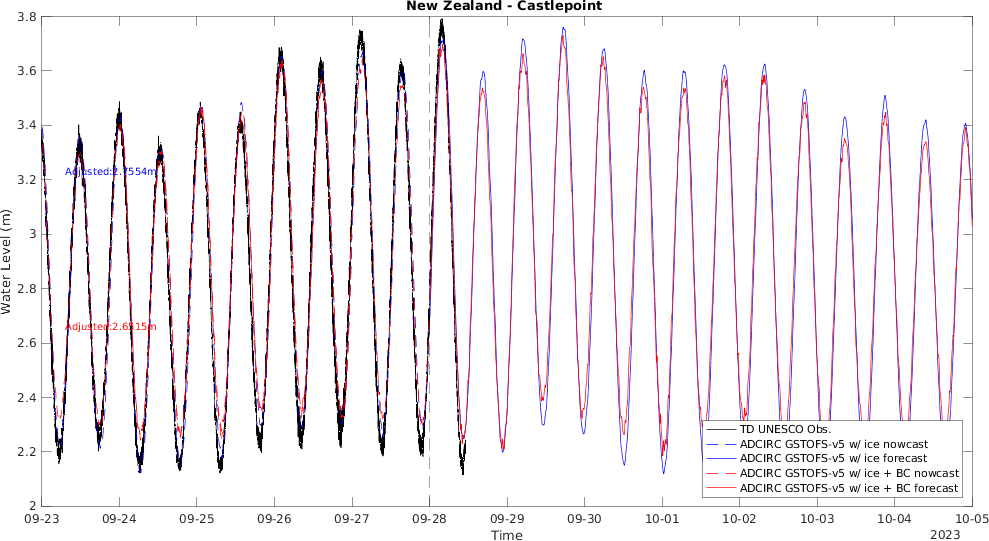 New Zealand - Castlepoint
Water Level (m)
3.8
3.6
3.4
3.2
3
2.8
2.6
2.4
2.2
2
Adjusted:2.7554m
Adjusted:2.6515m
TD UNESCO Obs.
ADCIRC GSTOFS-v5 w/ ice nowcast
ADCIRC GSTOFS-v5 w/ ice forecast
ADCIRC GSTOFS-v5 w/ ice + BC nowcast
ADCIRC GSTOFS-v5 w/ ice + BC forecast
09-23 09-24 09-25 09-26 09-27 09-28 09-29 09-30 10-01 10-02 10-03 10-04 10-05
Time
2023